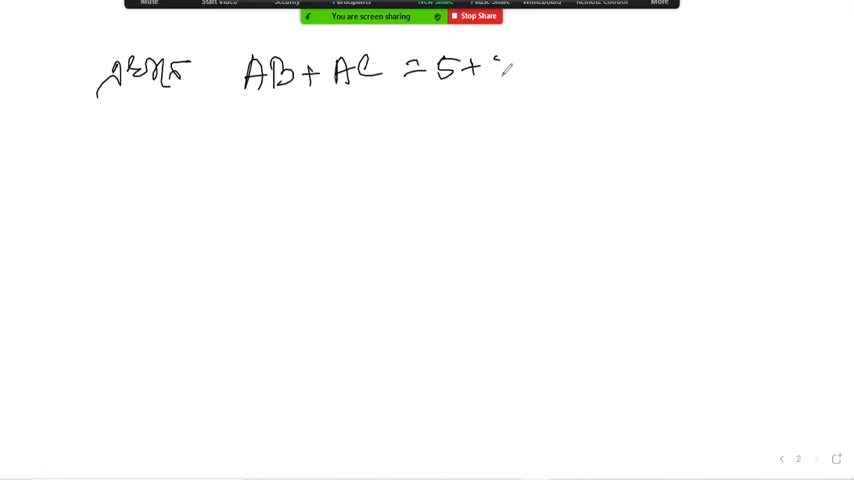 Mute Start Video Security Participants New Share Pause Share Whiteboard Remote Control More
You are screen sharing Stop Share
AB + AC = 5 +
2